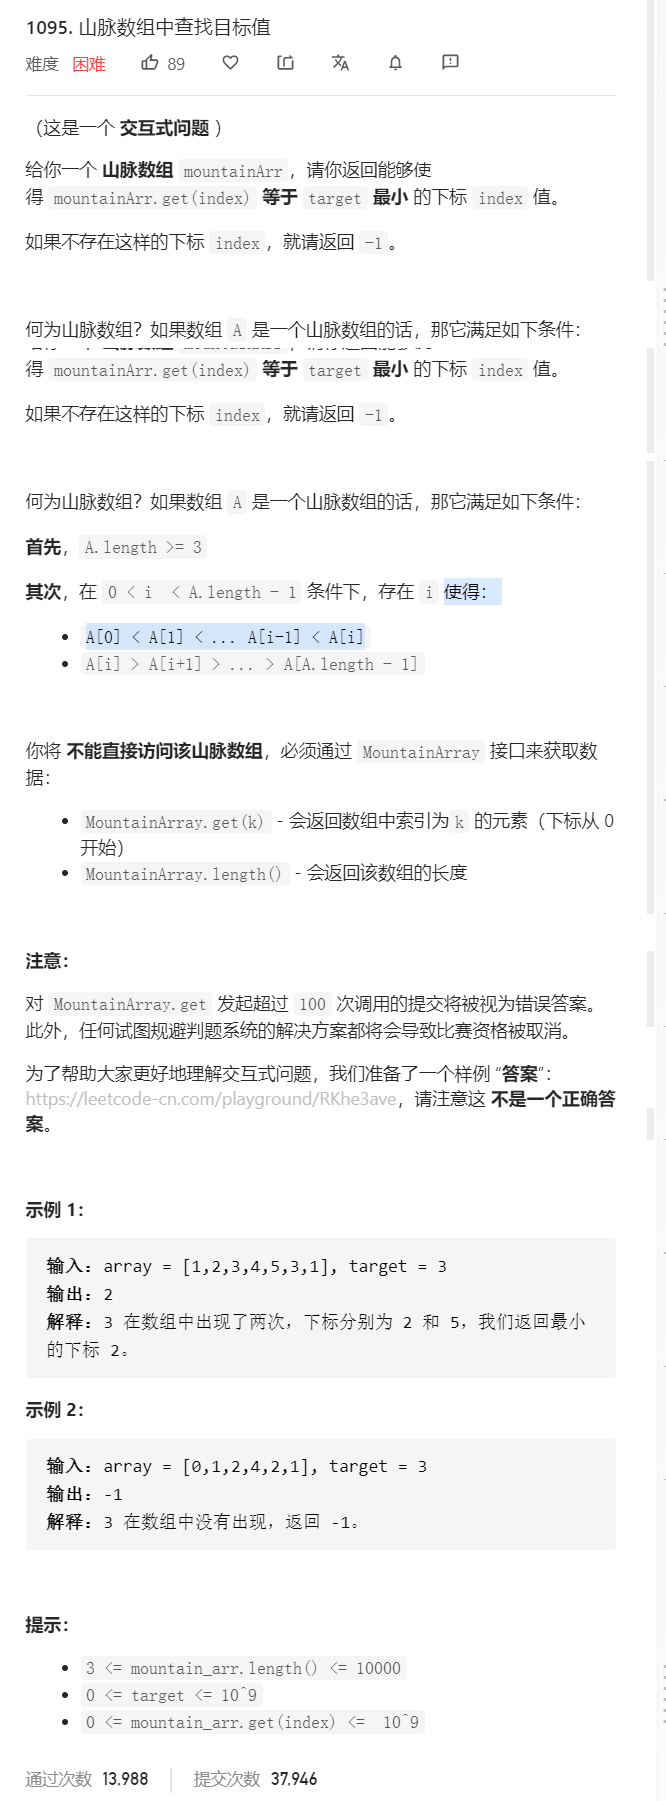 1095. 山脉数组中查找目标值
难度 困难 89
（这是一个 交互式问题 ）
给你一个 山脉数组 mountainArr，请你返回能够使
得 mountainArr.get(index) 等于 target 最小 的下标 index 值。
如果不存在这样的下标 index，就请返回 -1。
何为山脉数组？如果数组 A 是一个山脉数组的话，那它满足如下条件：
得 mountainArr.get(index) 等于 target 最小 的下标 index 值。
如果不存在这样的下标 index，就请返回 -1。
何为山脉数组？如果数组 A 是一个山脉数组的话，那它满足如下条件：
首先，A.length >= 3
其次，在 0 < i < A.length - 1 条件下，存在 i 使得：
• A[0] < A[1] < ... A[i-1] < A[i]
• A[i] > A[i+1] > ... > A[A.length - 1]
你将 不能直接访问该山脉数组，必须通过 MountainArray 接口来获取数
据：
• MountainArray.get(k) - 会返回数组中索引为k 的元素（下标从 0
开始）
• MountainArray.length() - 会返回该数组的长度
注意：
对 MountainArray.get 发起超过 100 次调用的提交将被视为错误答案。
此外，任何试图规避判题系统的解决方案都将会导致比赛资格被取消。
为了帮助大家更好地理解交互式问题，我们准备了一个样例 “答案”：
https://leetcode-cn.com/playground/RKhe3ave，请注意这 不是一个正确答
案。
示例 1：
输入：array = [1,2,3,4,5,3,1], target = 3
输出：2
解释：3 在数组中出现了两次，下标分别为 2 和 5，我们返回最小
的下标 2。
示例 2：
输入：array = [0,1,2,4,2,1], target = 3
输出：-1
解释：3 在数组中没有出现，返回 -1。
提示：
• 3 <= mountain_arr.length() <= 10000
• 0 <= target <= 10^9
• 0 <= mountain_arr.get(index) <= 10^9
通过次数 13,988 提交次数 37,946